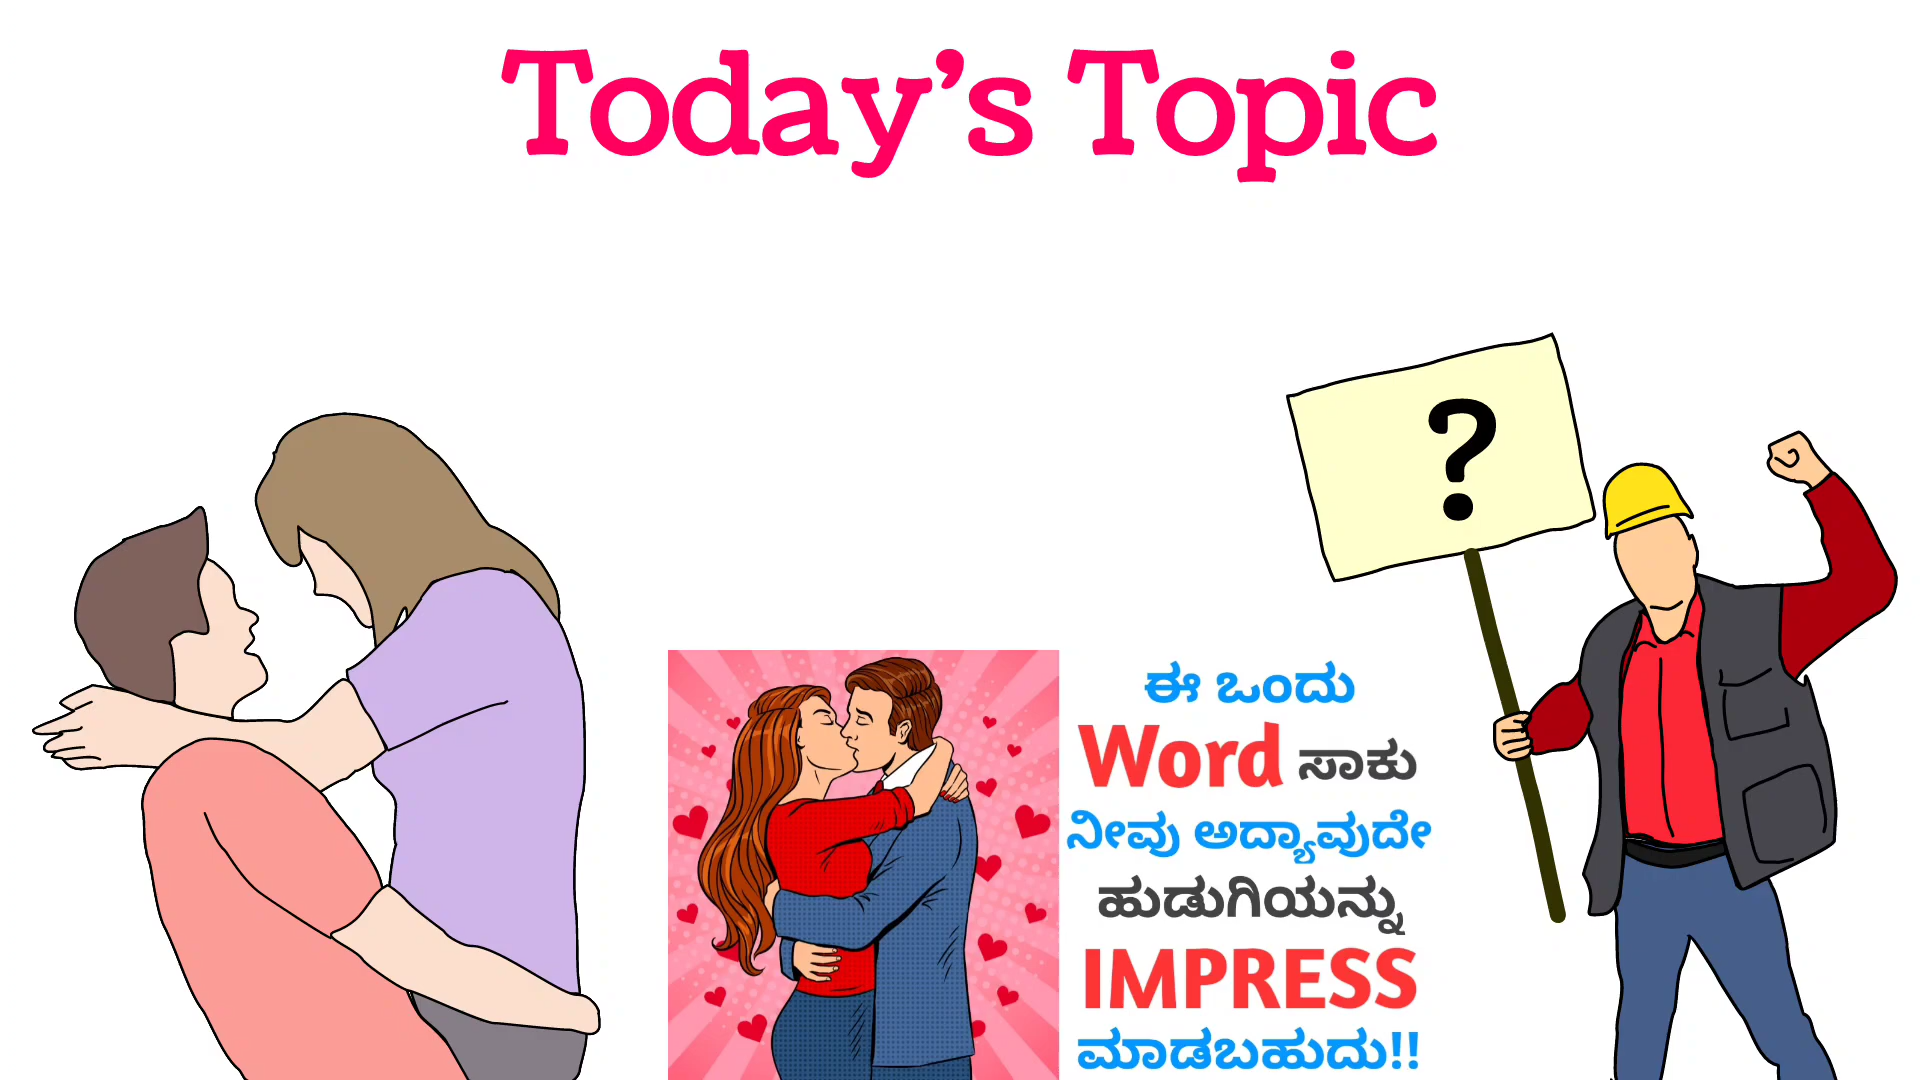 Today's Topic
?
ಈ ಒಂದು
Word ಸಾಕು
ನೀವು ಅದ್ಯಾವುದೇ
ಹುಡುಗಿಯನ್ನು
IMPRESS
ಮಾಡಬಹುದು!!